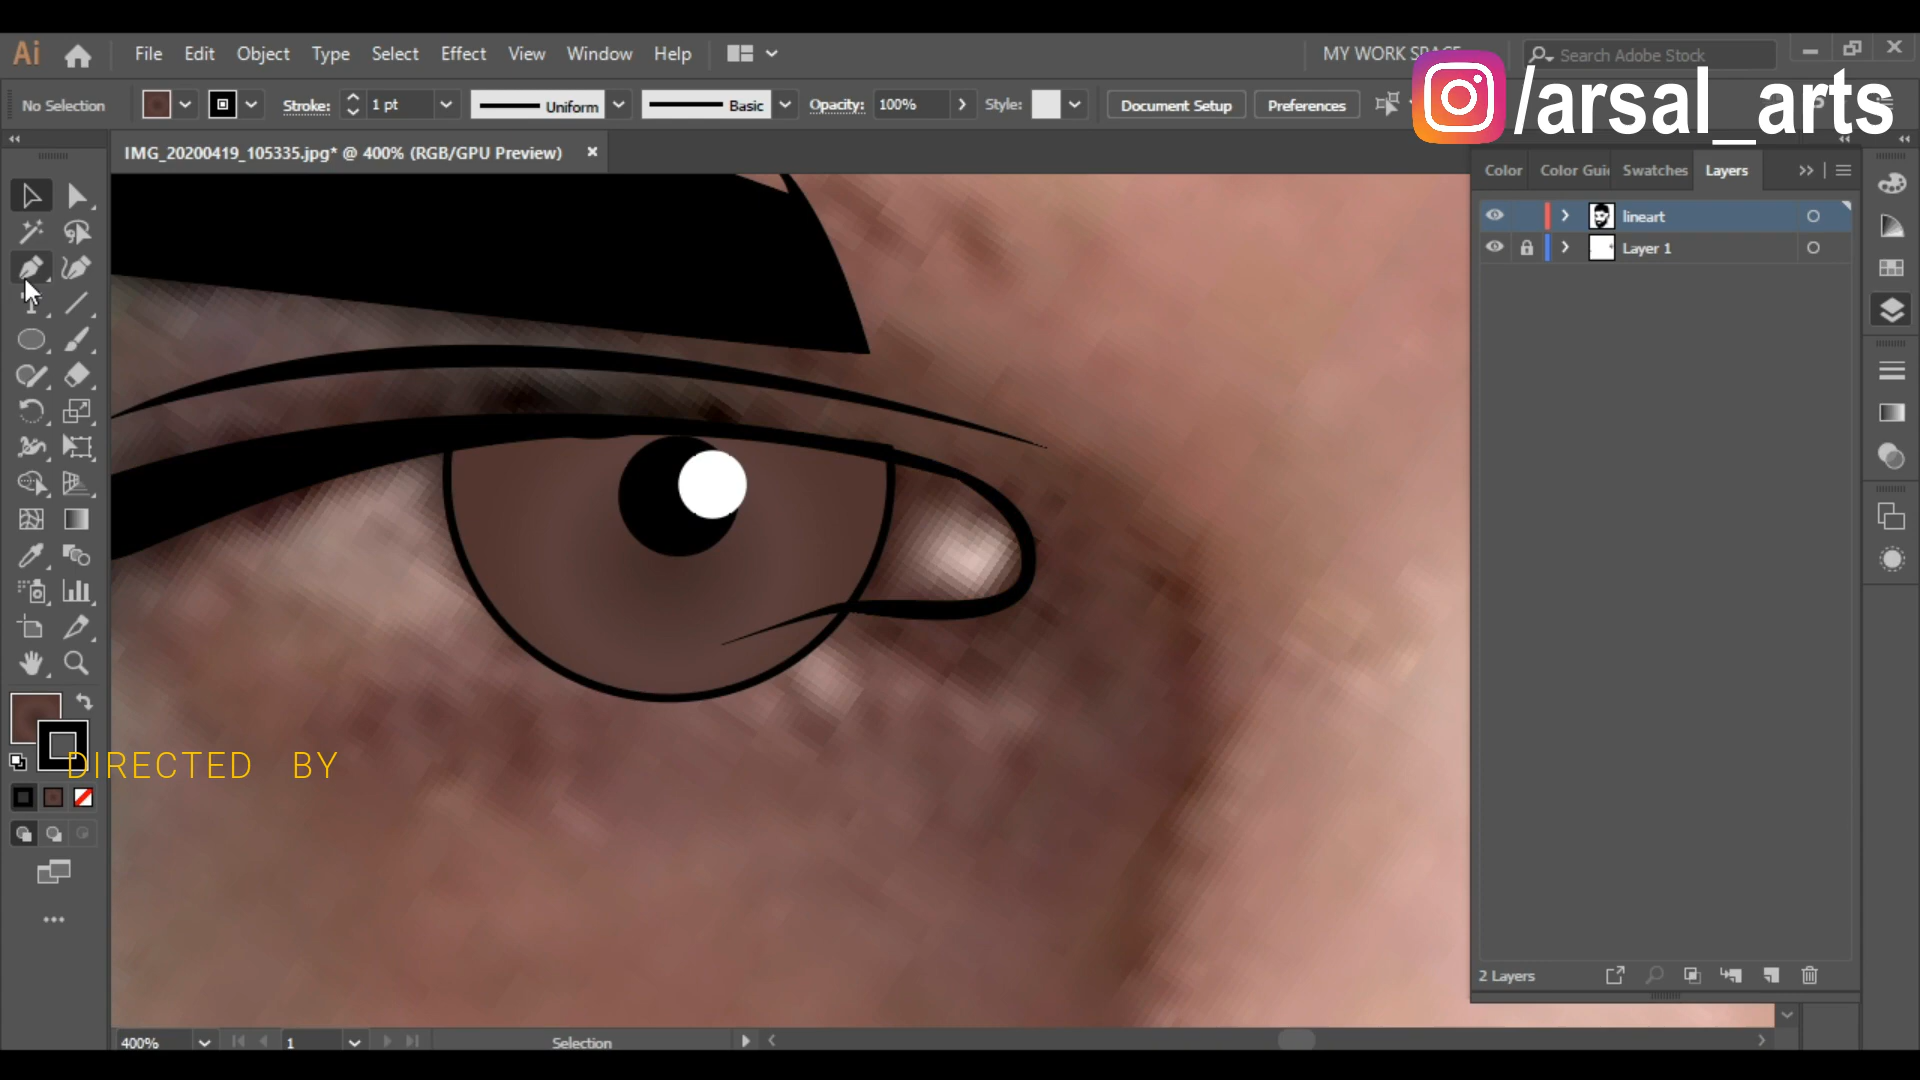 Ai File Edit Object Type Select Effect View Window Help
MY WORK SPACE
Search Adobe Stock
/arsal_arts
No Selection Stroke: 1 pt Uniform Basic Opacity: 100% Style: Document Setup Preferences
IMG_20200419_105335.jpg* @ 400% (RGB/GPU Preview)
Color Color Gui Swatches Layers
lineart
Layer 1
DIRECTED BY
2 Layers
400% 1 Selection